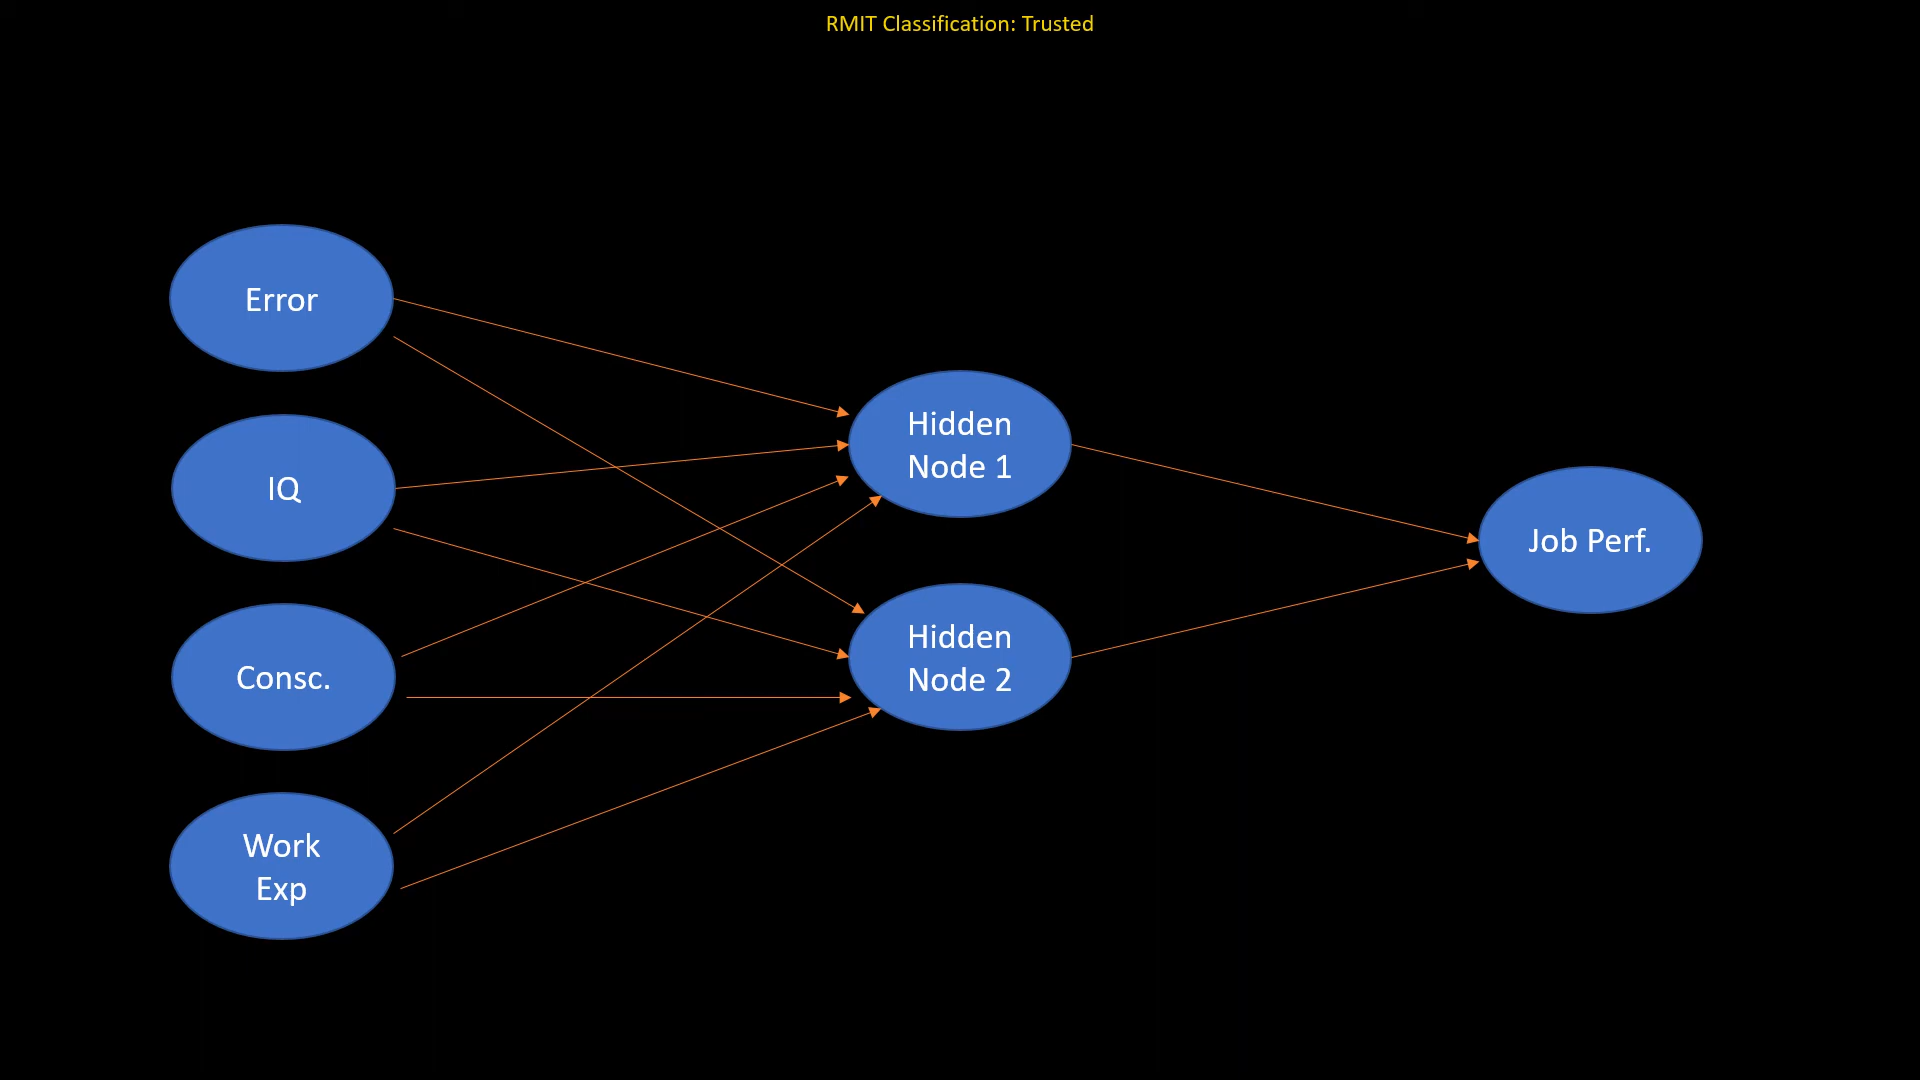 RMIT Classification: Trusted
Error
IQ
Consc.
Work
Exp
Hidden
Node 1
Hidden
Node 2
Job Perf.